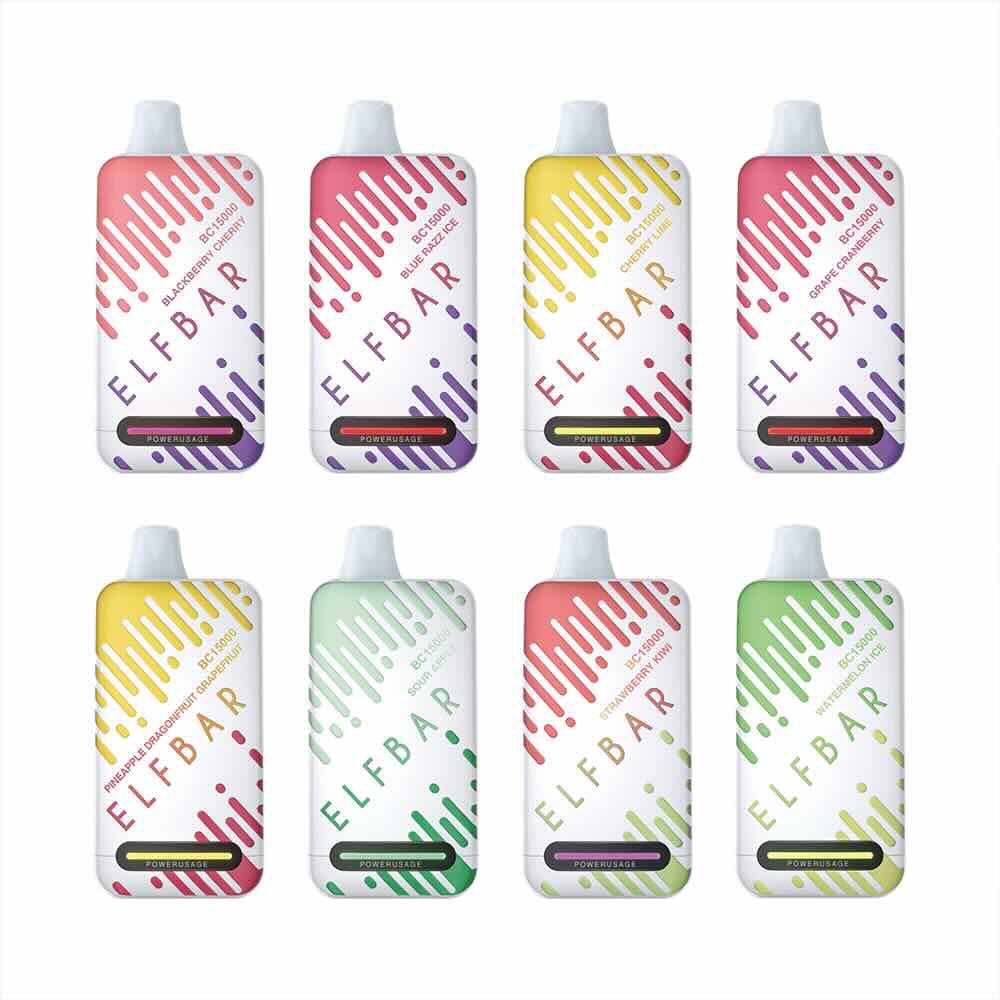 BC15000
BLACKBERRY CHERRY
ELFBAR
POWERUSAGE
BC15000
BLUE RAZZ ICE
ELFBAR
POWERUSAGE
BC15000
CHERRY LIME
ELFBAR
POWERUSAGE
BC15000
GRAPE CRANBERRY
ELFBAR
POWERUSAGE
BC15000
PINEAPPLE DRAGONFRUIT GRAPEFRUIT
ELFBAR
POWERUSAGE
BC15000
SOUR APPLE
ELFBAR
POWERUSAGE
BC15000
STRAWBERRY KIWI
ELFBAR
POWERUSAGE
BC15000
WATERMELON ICE
ELFBAR
POWERUSAGE